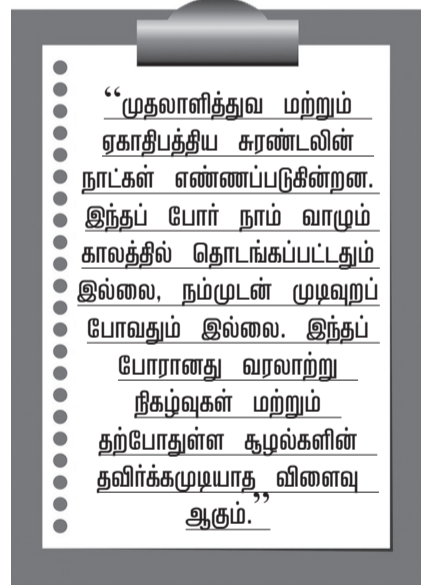 “முதலாளித்துவ மற்றும்
ஏகாதிபத்திய சுரண்டலின்
நாட்கள் எண்ணப்படுகின்றன.
இந்தப் போர் நாம் வாழும்
காலத்தில் தொடங்கப்பட்டதும்
இல்லை, நம்முடன் முடிவுறப்
போவதும் இல்லை. இந்தப்
போரானது வரலாற்று
நிகழ்வுகள் மற்றும்
தற்போதுள்ள சூழல்களின்
தவிர்க்கமுடியாத விளைவு
ஆகும்.”